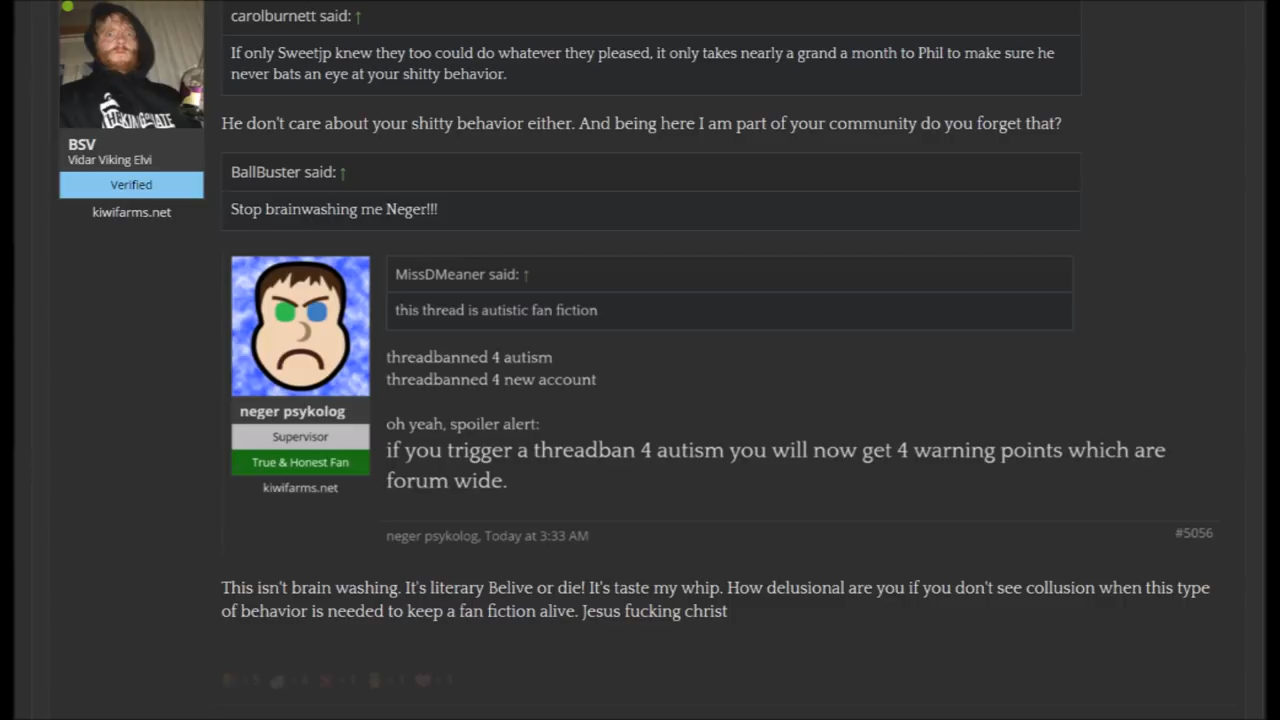 carolburnett said: ↑
If only Sweetjp knew they too could do whatever they pleased, it only takes nearly a grand a month to Phil to make sure he
never bats an eye at your shitty behavior.
He don't care about your shitty behavior either. And being here I am part of your community do you forget that?
BSV
Vidar Viking Elvi
Verified
kiwifarms.net
BallBuster said: ↑
Stop brainwashing me Neger!!!
MissDMeaner said: ↑
this thread is autistic fan fiction
threadbanned 4 autism
threadbanned 4 new account
oh yeah, spoiler alert:
if you trigger a threadban 4 autism you will now get 4 warning points which are
forum wide.
neger psykolog
Supervisor
True & Honest Fan
kiwifarms.net
neger psykolog, Today at 3:33 AM
#5056
This isn't brain washing. It's literary Belive or die! It's taste my whip. How delusional are you if you don't see collusion when this type
of behavior is needed to keep a fan fiction alive. Jesus fucking christ